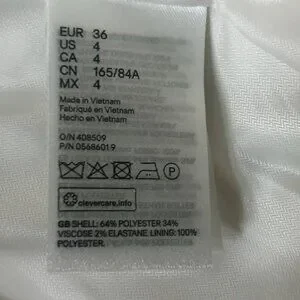 EUR 36
US 4
CA 4
CN 165/84A
MX 4
Made in Vietnam
Fabriqué en Vietnam
Hecho en Vietnam
O/N 408509
P/N 05686019
clevercare.info
GB SHELL: 64% POLYESTER 34%
VISCOSE 2% ELASTANE LINING: 100%
POLYESTER.